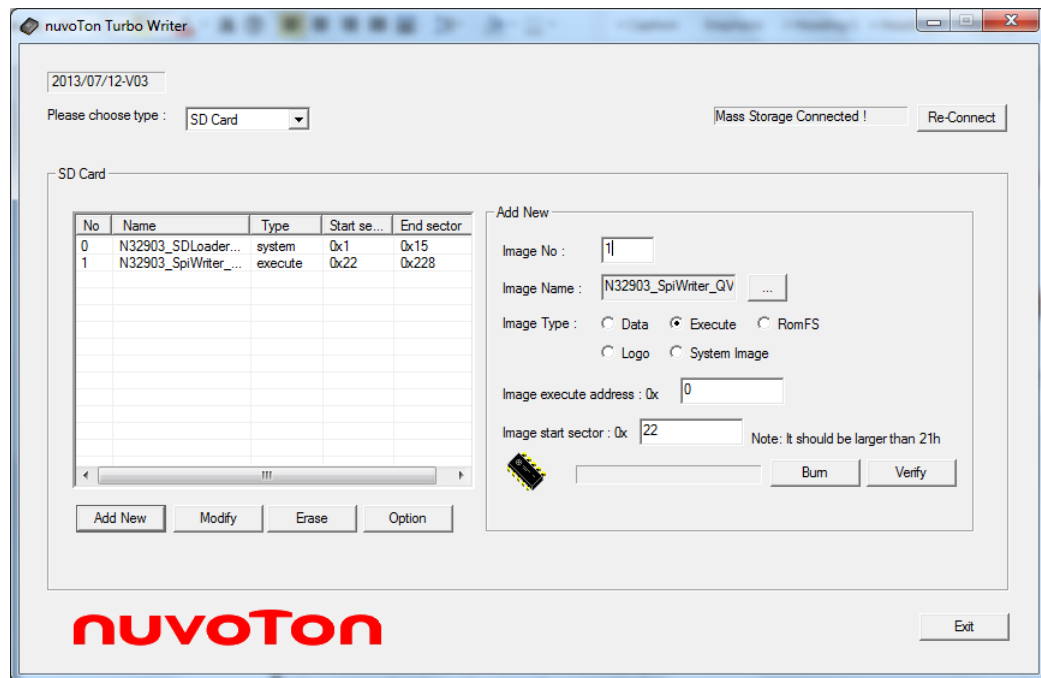 nuvoTon Turbo Writer
2013/07/12-V03
Please choose type :
SD Card
Mass Storage Connected !
Re-Connect
SD Card
No Name Type Start se... End sector
0 N32903_SDLoader... system 0x1 0x15
1 N32903_SpiWriter_... execute 0x22 0x228
Add New
Modify
Erase
Option
Add New
Image No : 1
Image Name : N32903_SpiWriter_QV ...
Image Type : Data Execute RomFS
Logo System Image
Image execute address : 0x 0
Image start sector : 0x 22 Note: It should be larger than 21h
Burn
Verify
nuvoTon
Exit